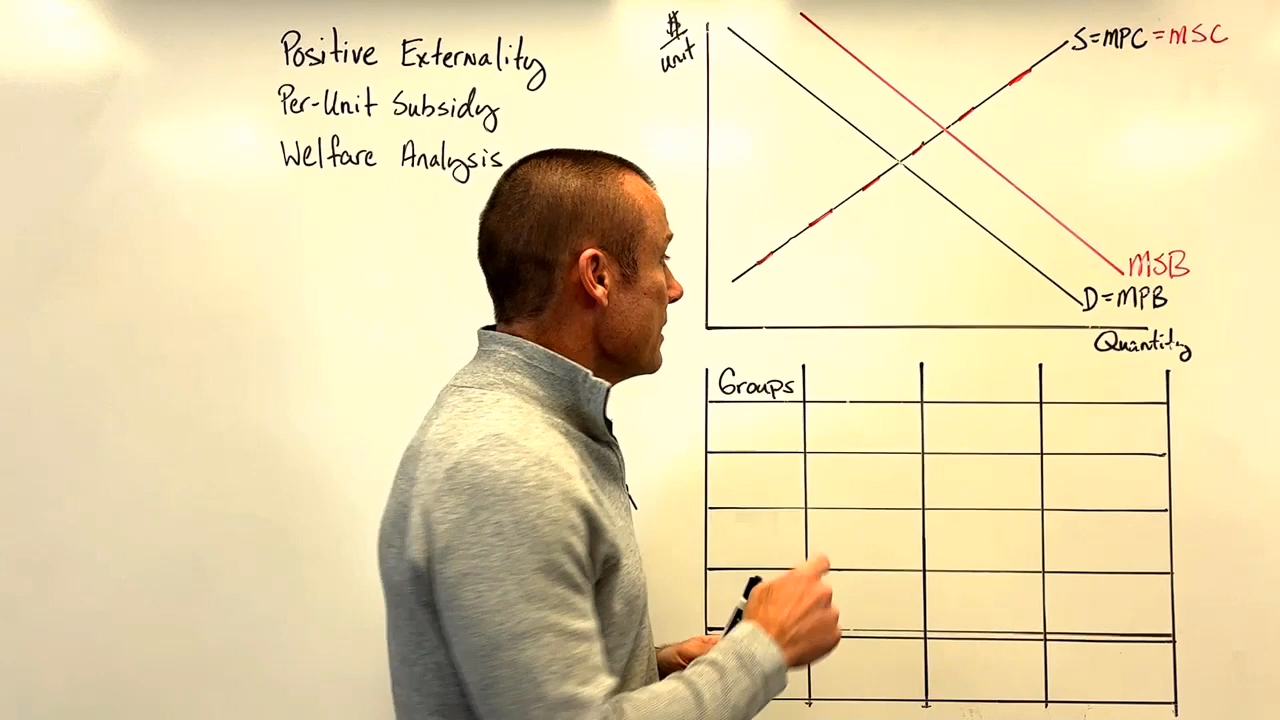 Positive Externality
Per-Unit Subsidy
Welfare Analysis
$
unit
S=MPC=MSC
MSB
D=MPB
Quantity
Groups